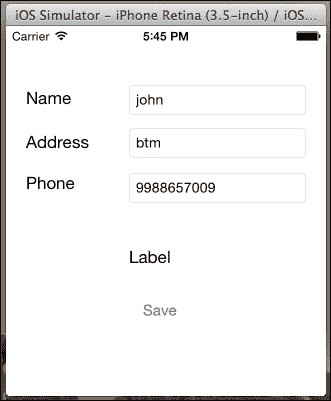 iOS Simulator - iPhone Retina (3.5-inch) / iOS...
Carrier 5:45 PM
Name john
Address btm
Phone 9988657009
Label
Save